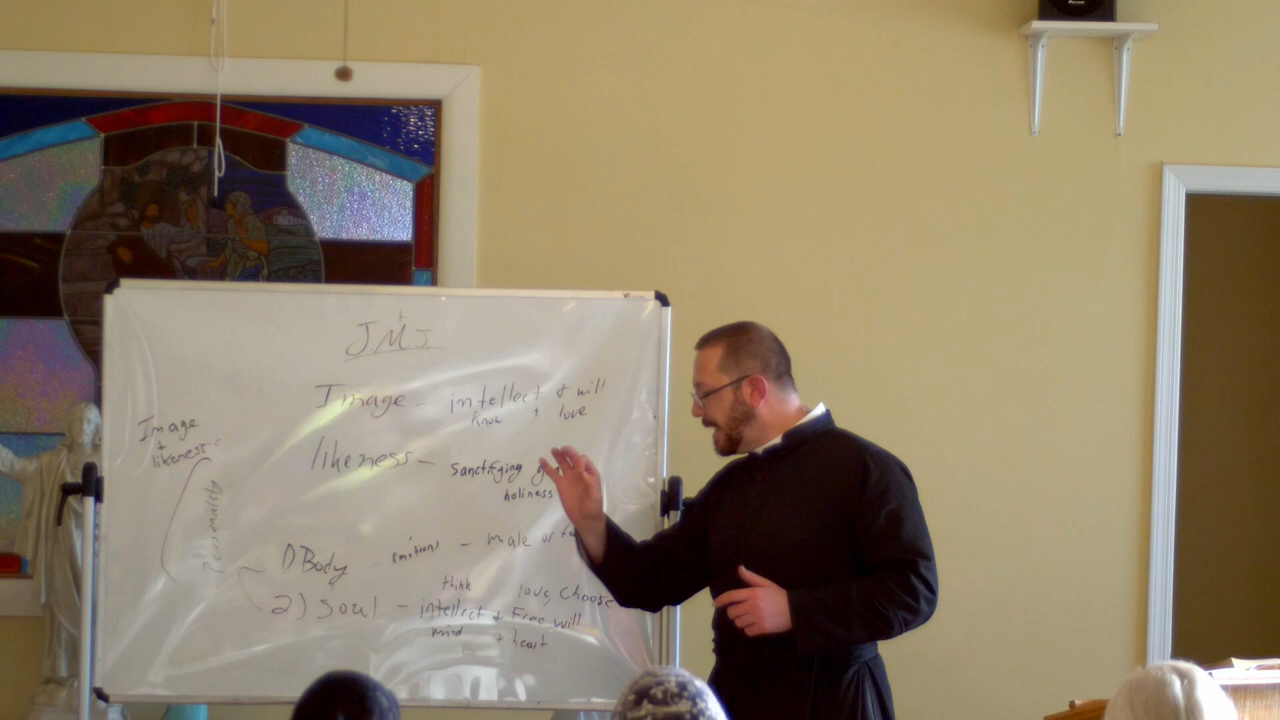 J.M.J.
Image - intellect & will
know + love
Image
+
likeness
likeness - sanctifying
holiness
Personality
1) Body - emotions - male or
think love, choose
2) soul - intellect + Free will
mind + heart